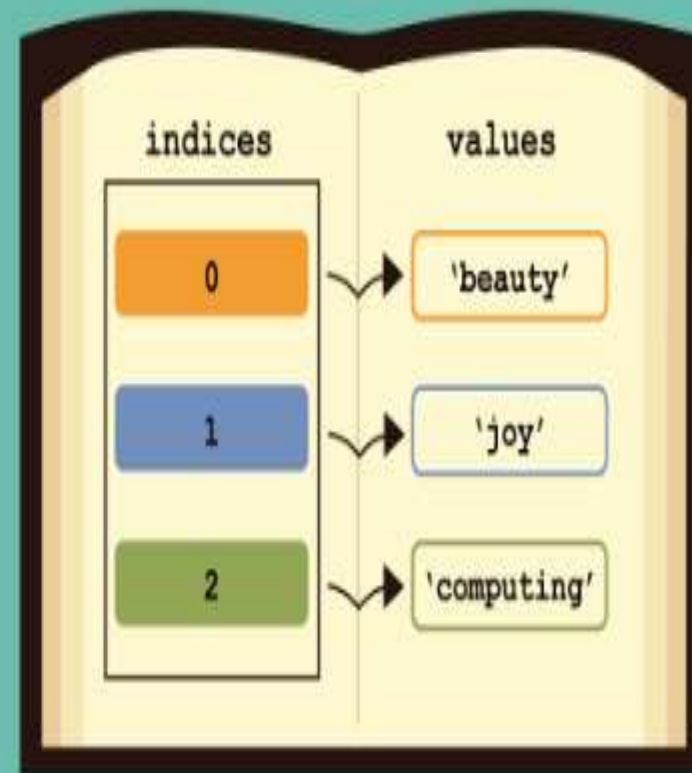 indices values
0 ‘beauty’
1 ‘joy’
2 ‘computing’